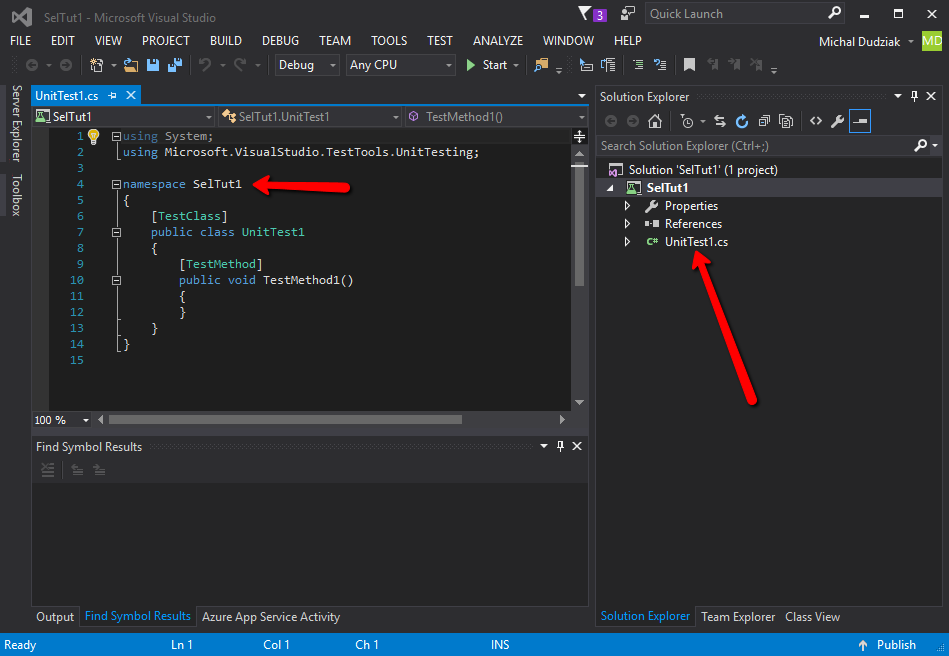 SelTut1 - Microsoft Visual Studio
3
Quick Launch
FILE EDIT VIEW PROJECT BUILD DEBUG TEAM TOOLS TEST ANALYZE WINDOW HELP
Michal Dudziak MD
Debug Any CPU Start
Server Explorer
Toolbox
UnitTest1.cs
SelTut1 SelTut1.UnitTest1 TestMethod1()
1 using System;
2 using Microsoft.VisualStudio.TestTools.UnitTesting;
3
4 namespace SelTut1
5 {
6 [TestClass]
7 public class UnitTest1
8 {
9 [TestMethod]
10 public void TestMethod1()
11 {
12 }
13 }
14 }
15
100 %
Find Symbol Results
Output Find Symbol Results Azure App Service Activity
Solution Explorer
Search Solution Explorer (Ctrl+;)
Solution 'SelTut1' (1 project)
SelTut1
Properties
References
C# UnitTest1.cs
Solution Explorer Team Explorer Class View
Ready Ln 1 Col 1 Ch 1 INS Publish